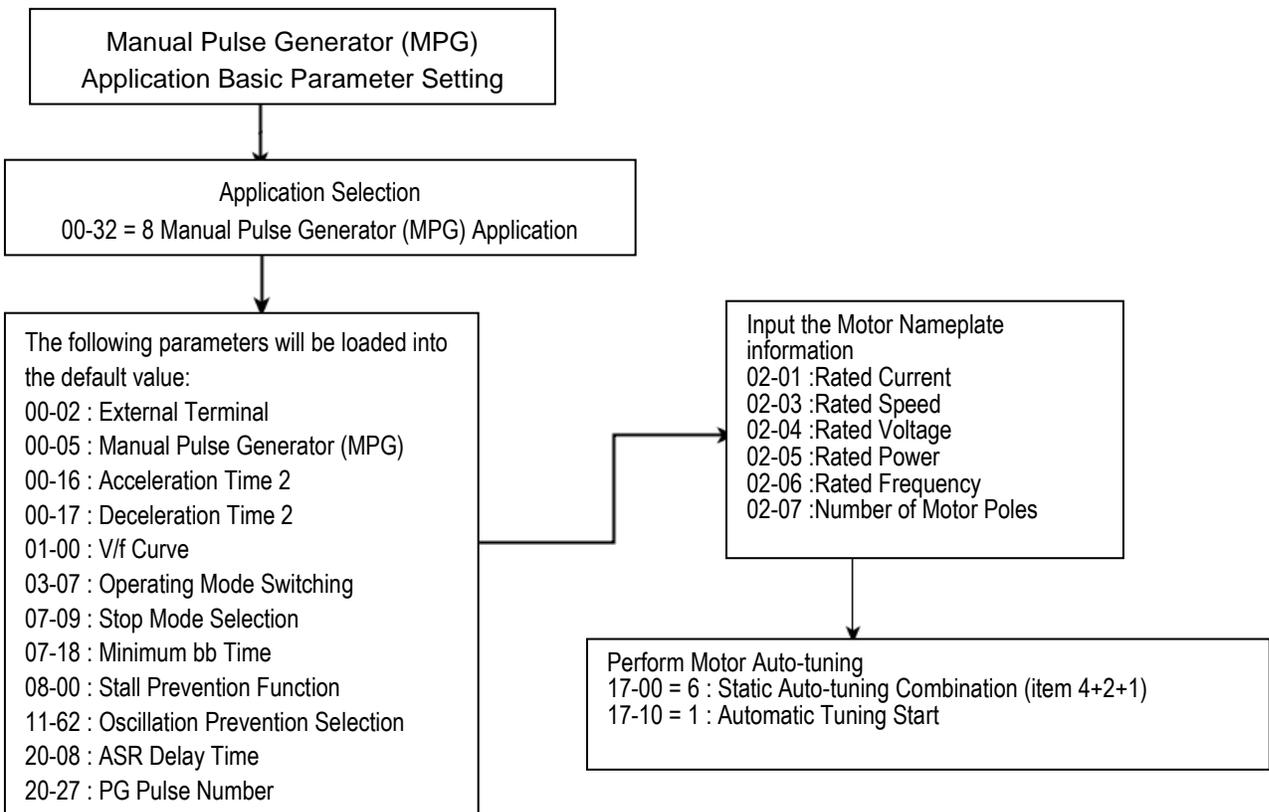 Manual Pulse Generator (MPG)
Application Basic Parameter Setting
Application Selection
00-32 = 8 Manual Pulse Generator (MPG) Application
The following parameters will be loaded into
the default value:
00-02 : External Terminal
00-05 : Manual Pulse Generator (MPG)
00-16 : Acceleration Time 2
00-17 : Deceleration Time 2
01-00 : V/f Curve
03-07 : Operating Mode Switching
07-09 : Stop Mode Selection
07-18 : Minimum bb Time
08-00 : Stall Prevention Function
11-62 : Oscillation Prevention Selection
20-08 : ASR Delay Time
20-27 : PG Pulse Number
Input the Motor Nameplate
information
02-01 :Rated Current
02-03 :Rated Speed
02-04 :Rated Voltage
02-05 :Rated Power
02-06 :Rated Frequency
02-07 :Number of Motor Poles
Perform Motor Auto-tuning
17-00 = 6 : Static Auto-tuning Combination (item 4+2+1)
17-10 = 1 : Automatic Tuning Start